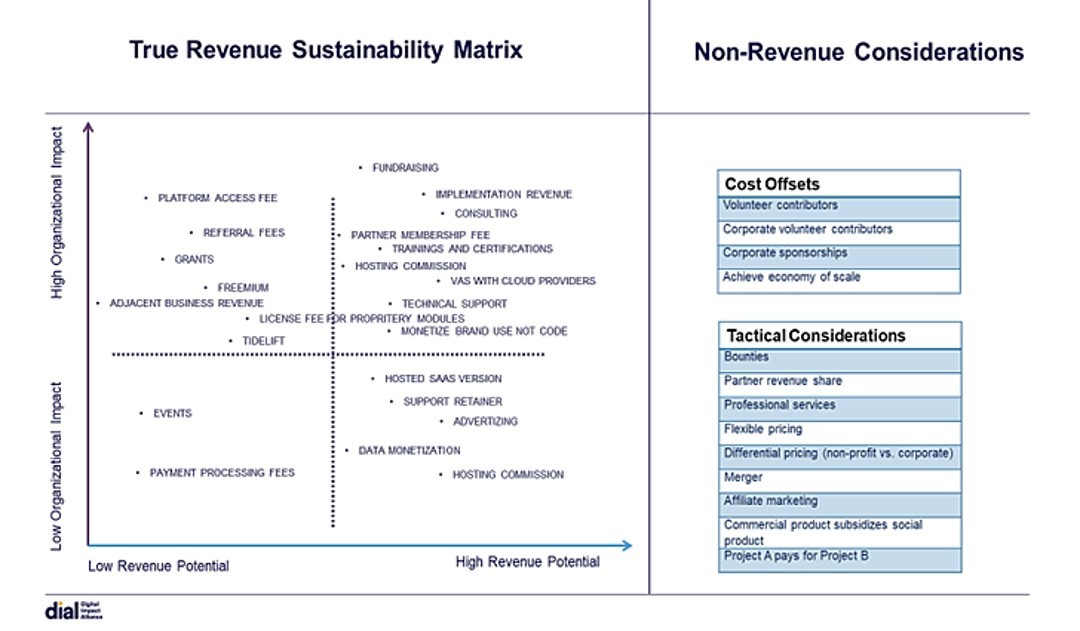 True Revenue Sustainability Matrix
Non-Revenue Considerations
High Organizational Impact
Low Organizational Impact
• FUNDRAISING
• PLATFORM ACCESS FEE
• IMPLEMENTATION REVENUE
• CONSULTING
• REFERRAL FEES
• PARTNER MEMBERSHIP FEE
• TRAININGS AND CERTIFICATIONS
• GRANTS
• HOSTING COMMISSION
• VAS WITH CLOUD PROVIDERS
• FREEMIUM
• ADJACENT BUSINESS REVENUE
• TECHNICAL SUPPORT
• LICENSE FEE FOR PROPRITERY MODULES
• MONETIZE BRAND USE NOT CODE
• TIDELIFT
• HOSTED SAAS VERSION
• SUPPORT RETAINER
• EVENTS
• ADVERTIZING
• DATA MONETIZATION
• PAYMENT PROCESSING FEES
• HOSTING COMMISSION
Low Revenue Potential
High Revenue Potential
Cost Offsets
Volunteer contributors
Corporate volunteer contributors
Corporate sponsorships
Achieve economy of scale
Tactical Considerations
Bounties
Partner revenue share
Professional services
Flexible pricing
Differential pricing (non-profit vs. corporate)
Merger
Affiliate marketing
Commercial product subsidizes social
product
Project A pays for Project B
dial
Digital
Impact
Alliance